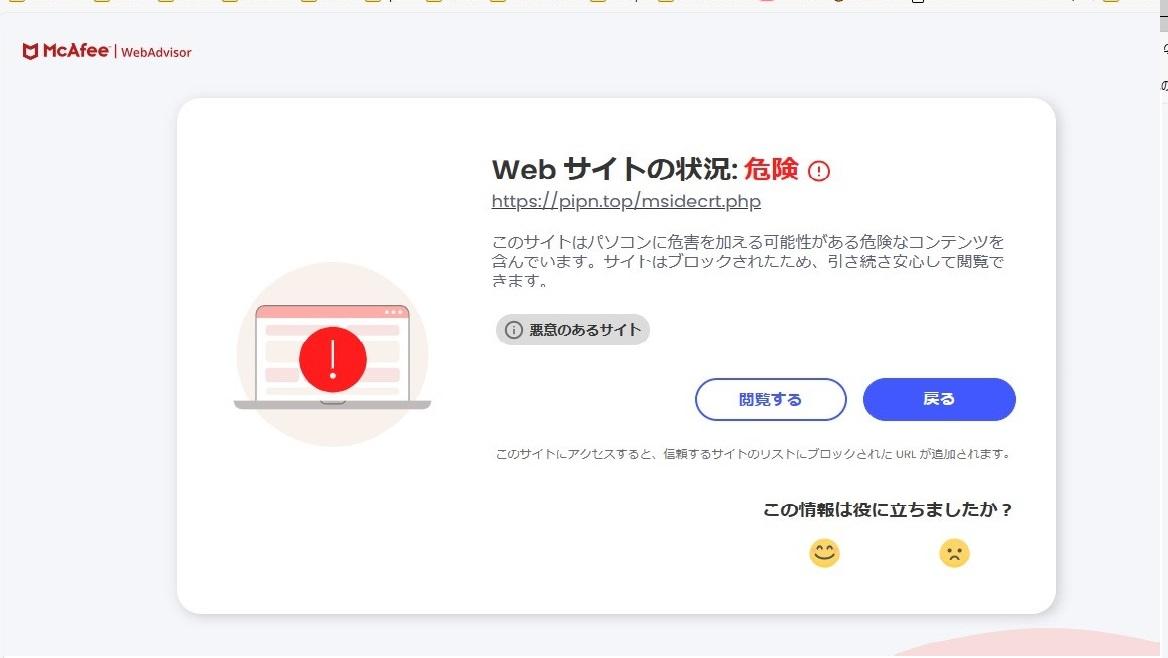 McAfee | WebAdvisor
Web サイトの状況: 危険
https://pipn.top/msidecrt.php
このサイトはパソコンに危害を加える可能性がある危険なコンテンツを
含んでいます。サイトはブロックされたため、引き続き安心して閲覧で
きます。
悪意のあるサイト
閲覧する
戻る
このサイトにアクセスすると、信頼するサイトのリストにブロックされた URL が追加されます。
この情報は役に立ちましたか？